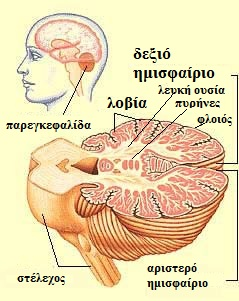 δεξιό
ημισφαίριο
λευκή ουσία
πυρήνες
λοβία
φλοιός
παρεγκεφαλίδα
στέλεχος
αριστερό
ημισφαίριο